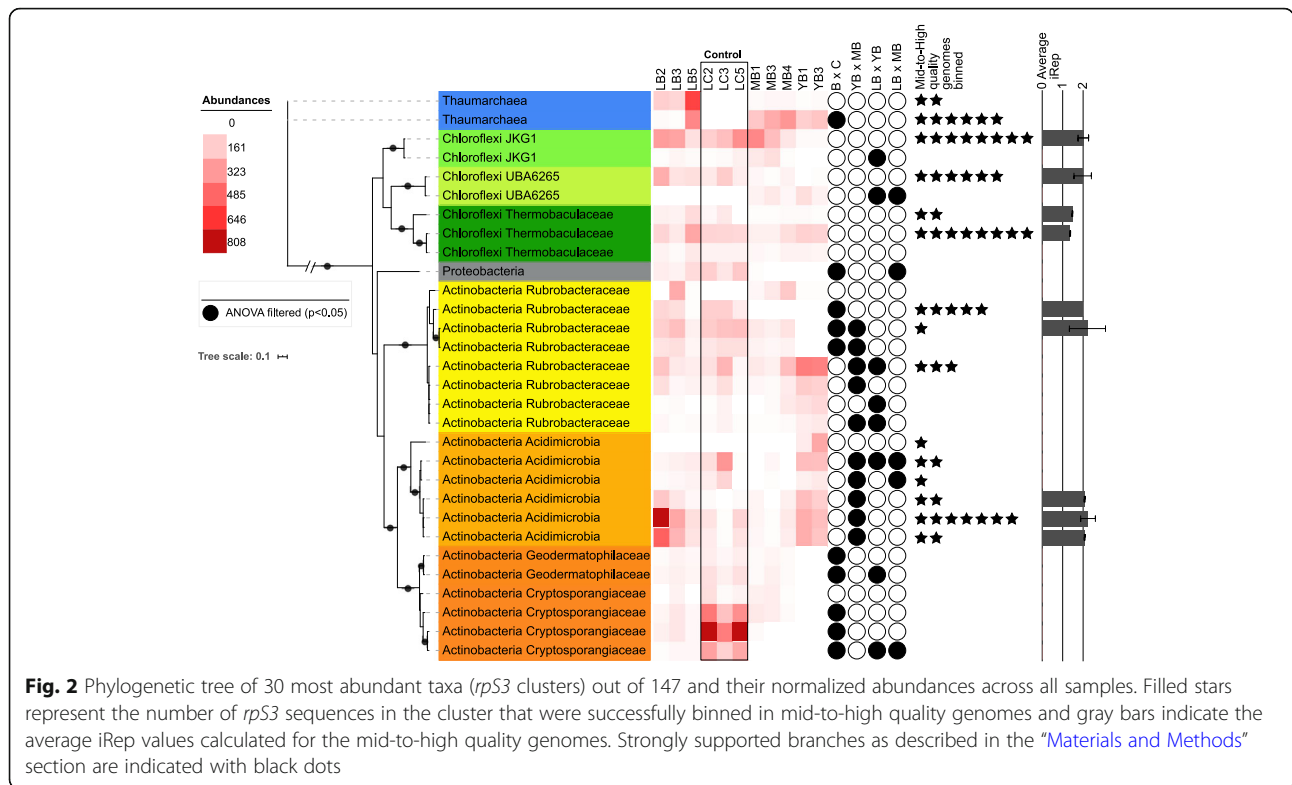 Control
LB2 LB3 LB5 LC2 LC3 LC5 MB1 MB3 MB4 YB1 YB3 B x C YB x MB LB x YB LB x MB
Mid-to-High
quality
genomes
binned
Average
iRep
0 1 2
Abundances
0
161
323
485
646
808
ANOVA filtered (p<0.05)
Tree scale: 0.1
Thaumarchaea
Thaumarchaea
Chloroflexi JKG1
Chloroflexi JKG1
Chloroflexi UBA6265
Chloroflexi UBA6265
Chloroflexi Thermobaculaceae
Chloroflexi Thermobaculaceae
Chloroflexi Thermobaculaceae
Proteobacteria
Actinobacteria Rubrobacteraceae
Actinobacteria Rubrobacteraceae
Actinobacteria Rubrobacteraceae
Actinobacteria Rubrobacteraceae
Actinobacteria Rubrobacteraceae
Actinobacteria Rubrobacteraceae
Actinobacteria Rubrobacteraceae
Actinobacteria Rubrobacteraceae
Actinobacteria Acidimicrobia
Actinobacteria Acidimicrobia
Actinobacteria Acidimicrobia
Actinobacteria Acidimicrobia
Actinobacteria Acidimicrobia
Actinobacteria Acidimicrobia
Actinobacteria Geodermatophilaceae
Actinobacteria Geodermatophilaceae
Actinobacteria Cryptosporangiaceae
Actinobacteria Cryptosporangiaceae
Actinobacteria Cryptosporangiaceae
Actinobacteria Cryptosporangiaceae
Fig. 2 Phylogenetic tree of 30 most abundant taxa (rpS3 clusters) out of 147 and their normalized abundances across all samples. Filled stars
represent the number of rpS3 sequences in the cluster that were successfully binned in mid-to-high quality genomes and gray bars indicate the
average iRep values calculated for the mid-to-high quality genomes. Strongly supported branches as described in the "Materials and Methods"
section are indicated with black dots